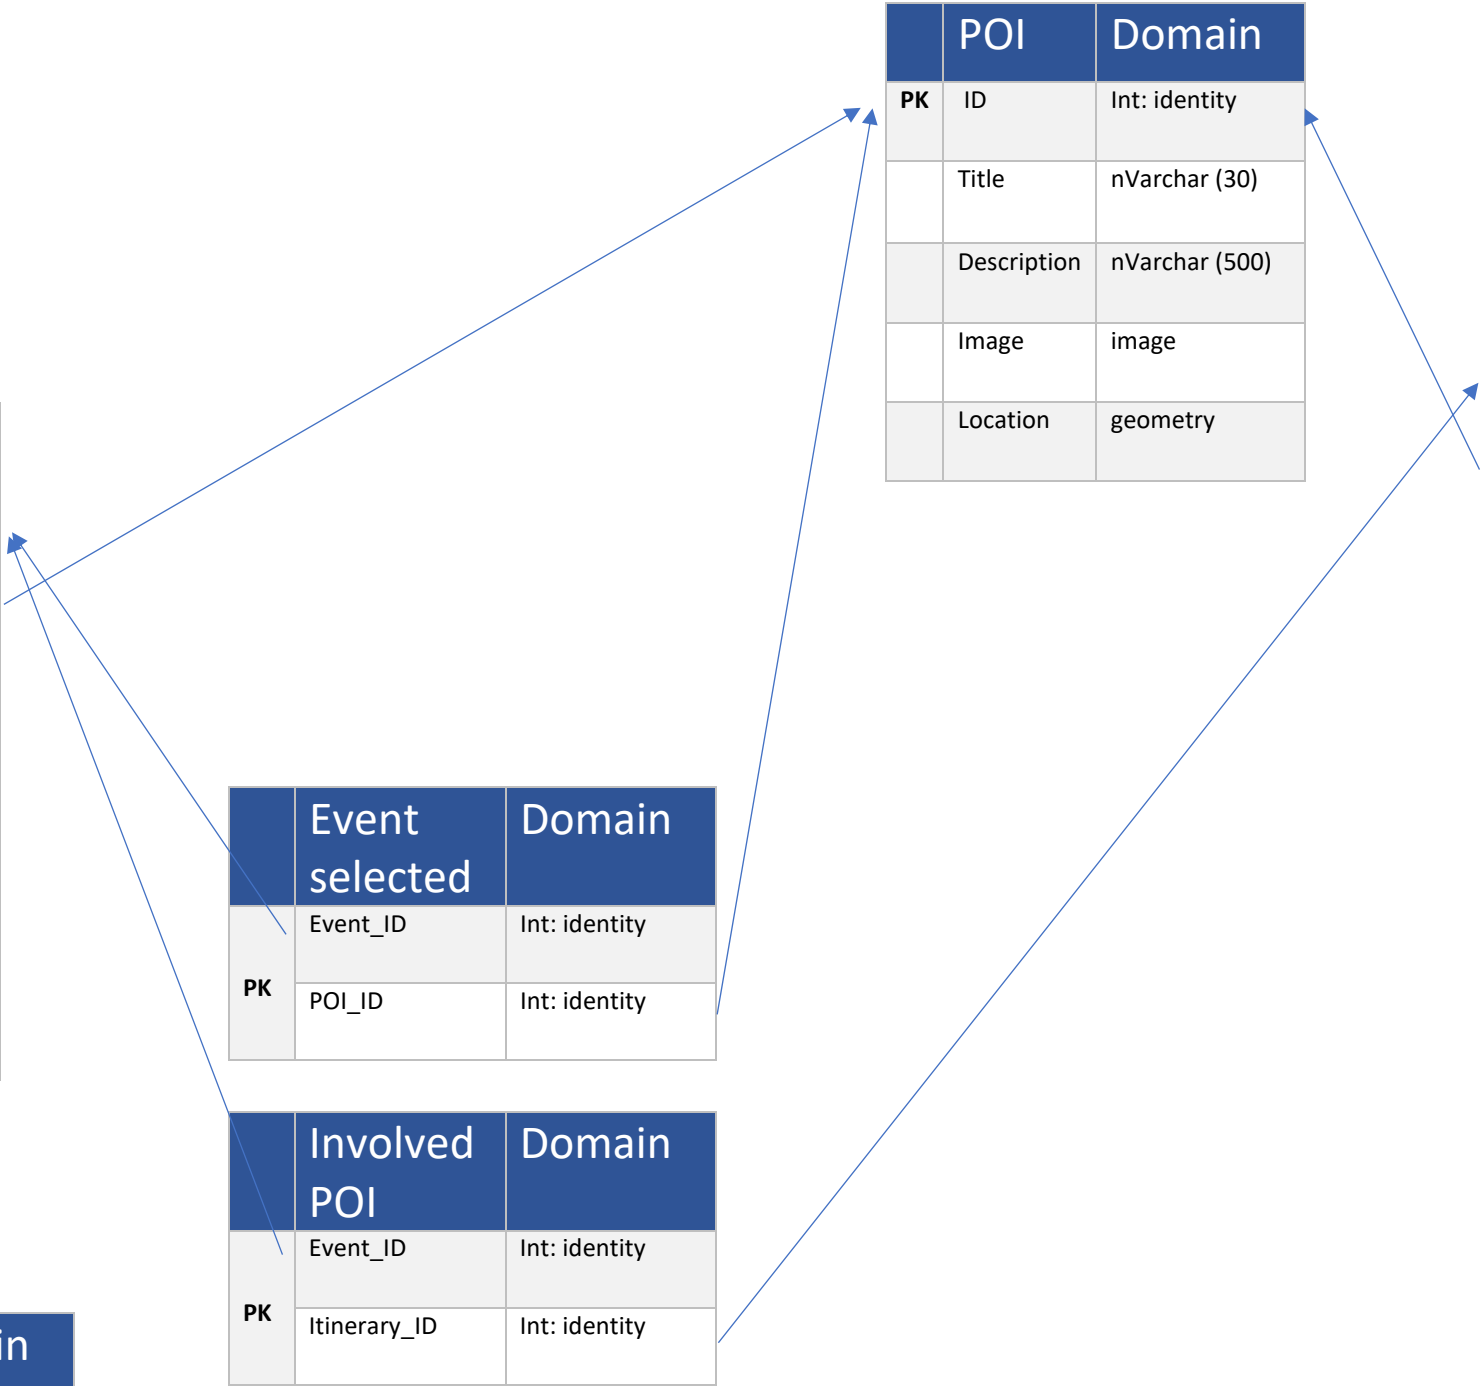 POI Domain
PK ID Int: identity
Title nVarchar (30)
Description nVarchar (500)
Image image
Location geometry
Event selected Domain
Event_ID Int: identity
PK
POI_ID Int: identity
Involved POI Domain
Event_ID Int: identity
PK
Itinerary_ID Int: identity
in